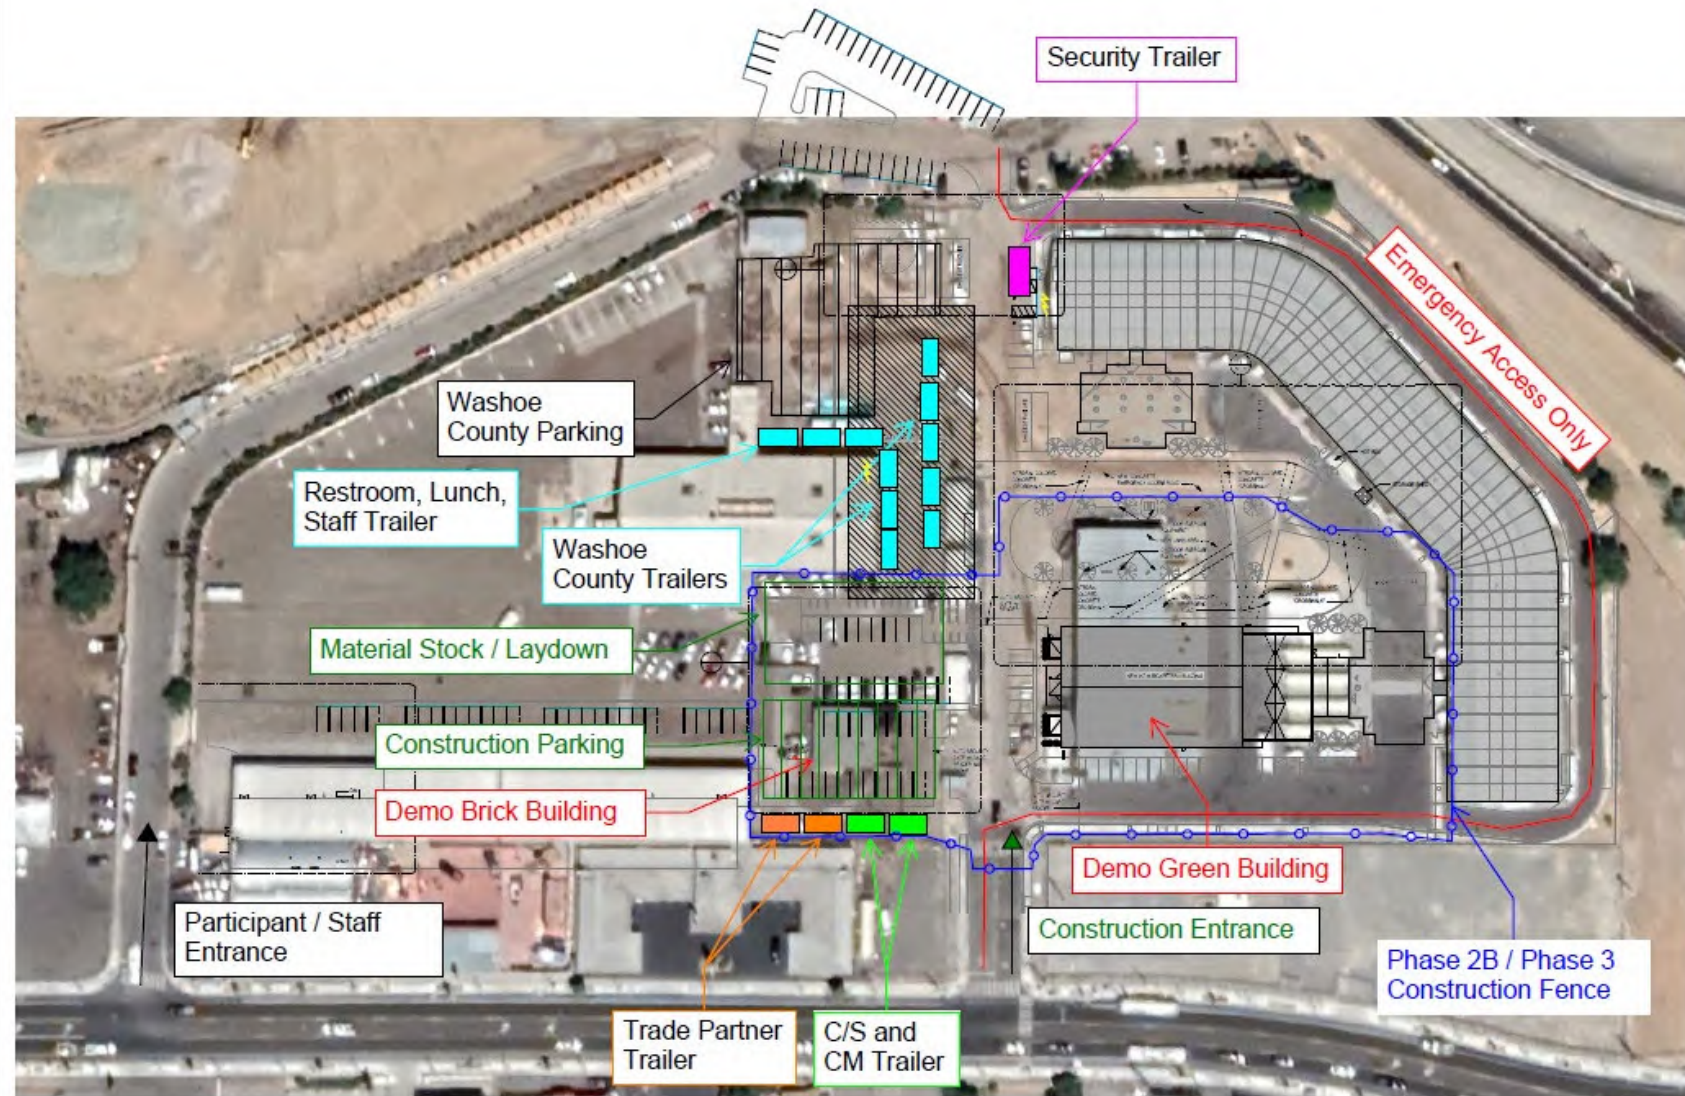 Security Trailer
Emergency Access Only
Washoe
County Parking
Restroom, Lunch,
Staff Trailer
Washoe
County Trailers
Material Stock / Laydown
Construction Parking
Demo Brick Building
Demo Green Building
Participant / Staff
Entrance
Construction Entrance
Phase 2B / Phase 3
Construction Fence
Trade Partner
Trailer
C/S and
CM Trailer